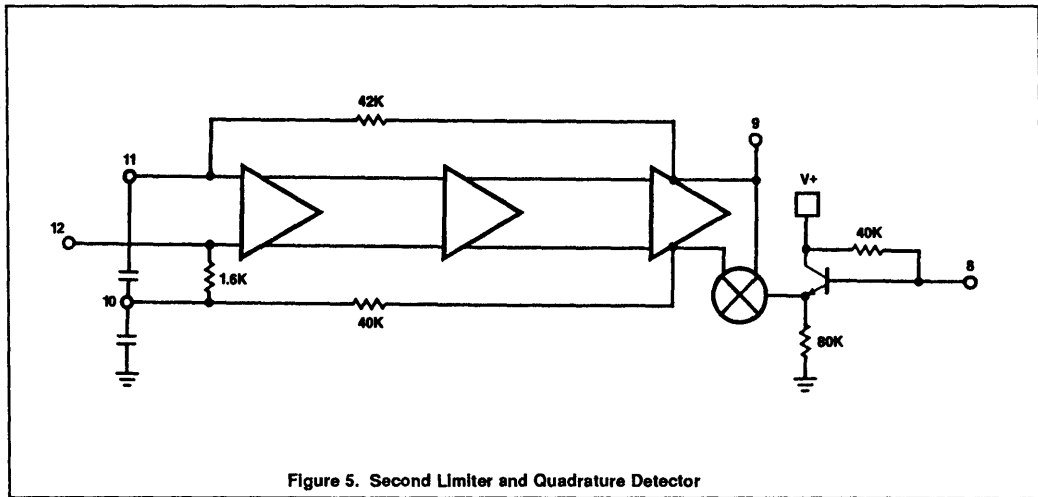 42K
9
11
V+
12
40K
8
1.6K
10
40K
80K
Figure 5. Second Limiter and Quadrature Detector